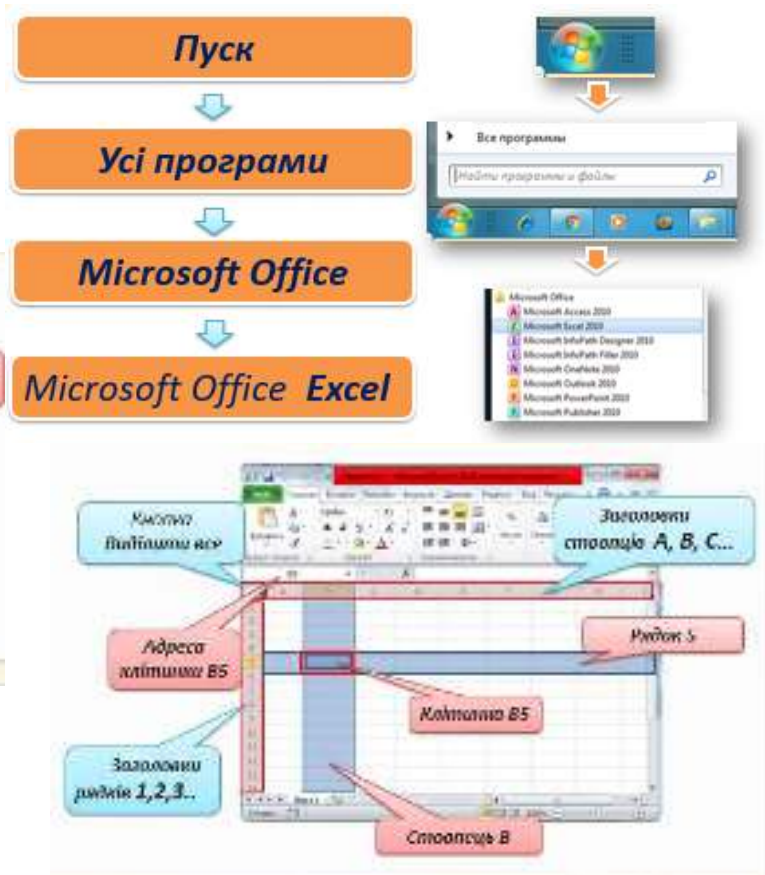 Пуск
Усі програми
Microsoft Office
Microsoft Office Excel
Все программы
Найти программы и файлы
Microsoft Office
Microsoft Access 2010
Microsoft Excel 2010
Microsoft InfoPath Designer 2010
Microsoft InfoPath Filler 2010
Microsoft OneNote 2010
Microsoft Outlook 2010
Microsoft PowerPoint 2010
Microsoft Publisher 2010
Кнопка
Виділити все
Заголовки
стовпців A, B, C...
Адреса
клітинки B5
Рядок 5
Клітинка B5
Заголовки
рядків 1,2,3..
Стовпець B